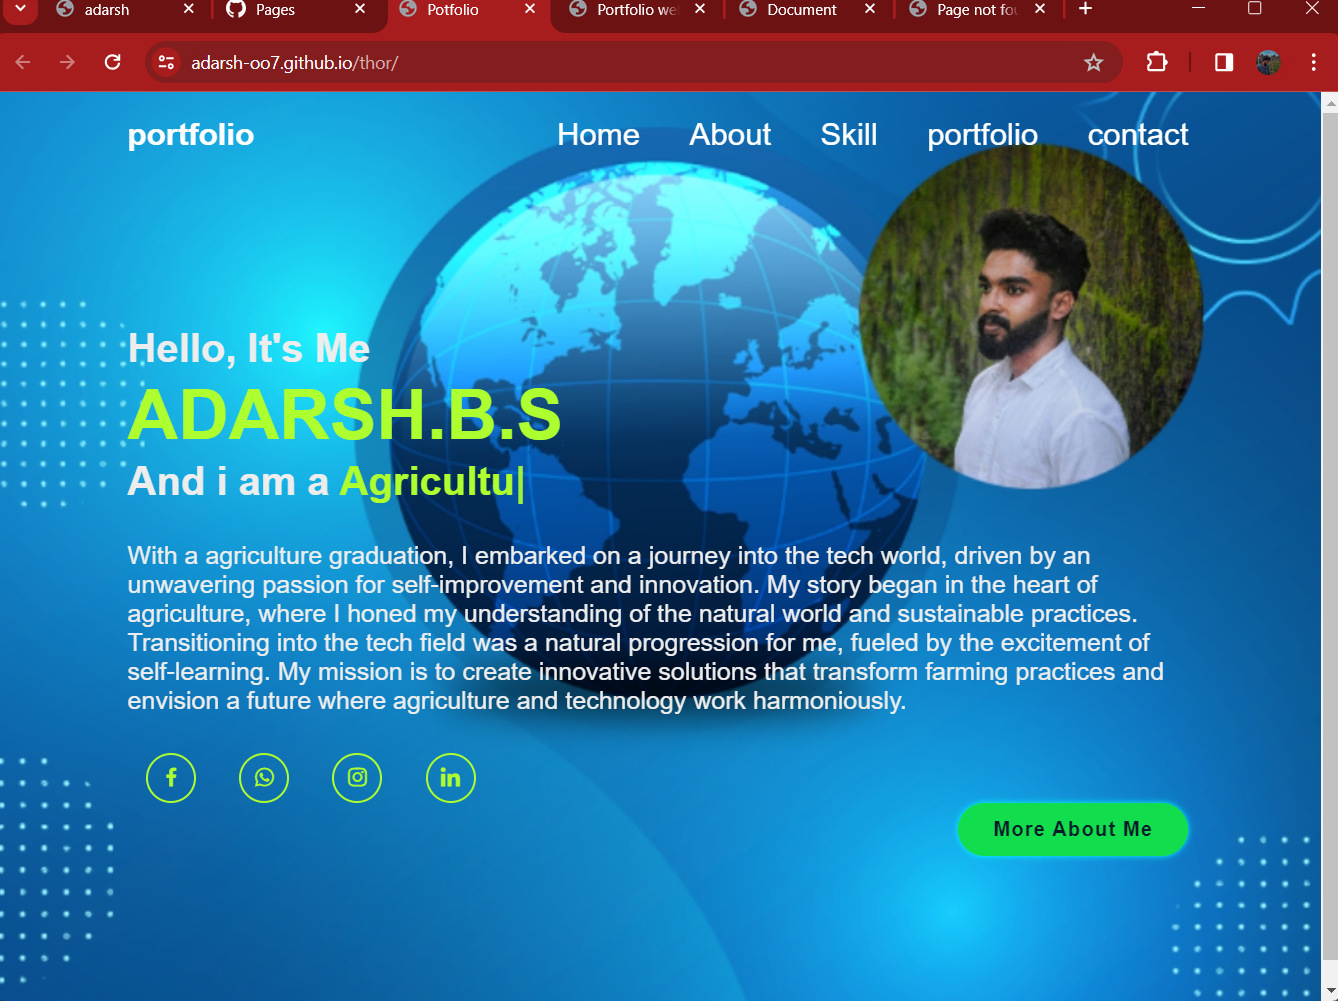 adarsh
Pages
Potfolio
Portfolio we
Document
Page not fou
adarsh-oo7.github.io/thor/
portfolio
Home About Skill portfolio contact
Hello, It's Me
ADARSH.B.S
And i am a Agricultu|
With a agriculture graduation, I embarked on a journey into the tech world, driven by an
unwavering passion for self-improvement and innovation. My story began in the heart of
agriculture, where I honed my understanding of the natural world and sustainable practices.
Transitioning into the tech field was a natural progression for me, fueled by the excitement of
self-learning. My mission is to create innovative solutions that transform farming practices and
envision a future where agriculture and technology work harmoniously.
More About Me